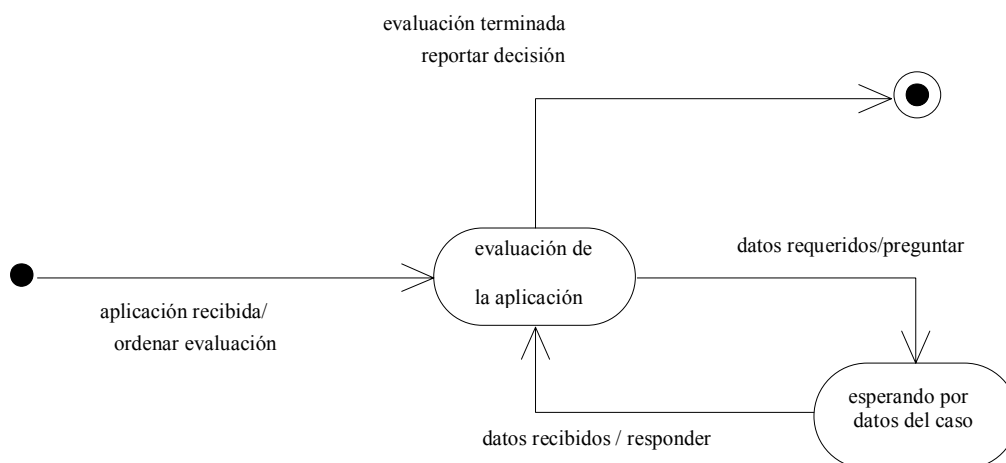 evaluación terminada
reportar decisión
evaluación de
la aplicación
datos requeridos/preguntar
aplicación recibida/
ordenar evaluación
esperando por
datos del caso
datos recibidos / responder